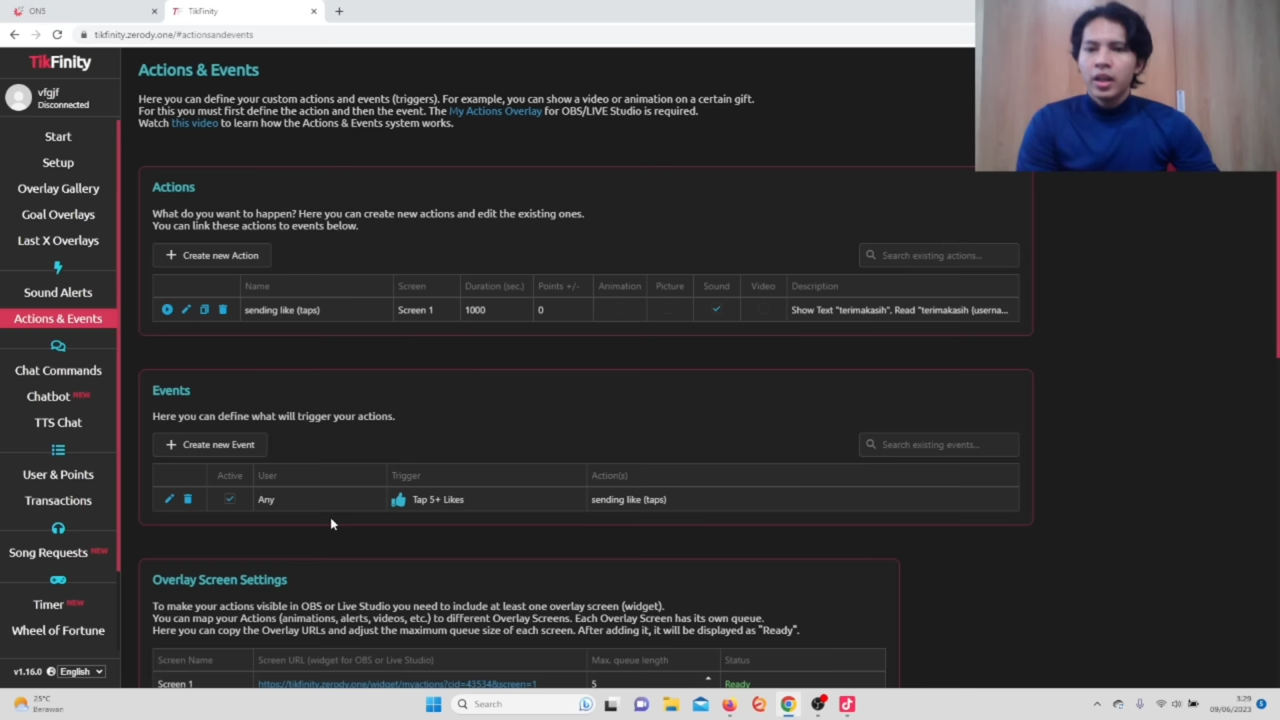 ON5
TikFinity
tikfinity.zerody.one/#actionsandevents
TikFinity
vfgjf
Disconnected
Start
Setup
Overlay Gallery
Goal Overlays
Last X Overlays
Sound Alerts
Actions & Events
Chat Commands
Chatbot NEW
TTS Chat
User & Points
Transactions
Song Requests NEW
Timer NEW
Wheel of Fortune
v1.16.0 English
Actions & Events
Here you can define your custom actions and events (triggers). For example, you can show a video or animation on a certain gift.
For this you must first define the action and then the event. The My Actions Overlay for OBS/LIVE Studio is required.
Watch this video to learn how the Actions & Events system works.
Actions
What do you want to happen? Here you can create new actions and edit the existing ones.
You can link these actions to events below.
+ Create new Action
Search existing actions...
Name Screen Duration (sec.) Points +/- Animation Picture Sound Video Description
sending like (taps) Screen 1 1000 0 Show Text "terimakasih". Read "terimakasih {userna...
Events
Here you can define what will trigger your actions.
+ Create new Event
Search existing events...
Active User Trigger Action(s)
Any Tap 5+ Likes sending like (taps)
Overlay Screen Settings
To make your actions visible in OBS or Live Studio you need to include at least one overlay screen (widget).
You can map your Actions (animations, alerts, videos, etc.) to different Overlay Screens. Each Overlay Screen has its own queue.
Here you can copy the Overlay URLs and adjust the maximum queue size of each screen. After adding it, it will be displayed as "Ready".
Screen Name Screen URL (widget for OBS or Live Studio) Max. queue length Status
Screen 1 https://tikfinity.zerody.one/widget/myactions?cid=43534&screen=1 5 Ready
25°C
Berawan
Search
3:29
09/06/2023
5